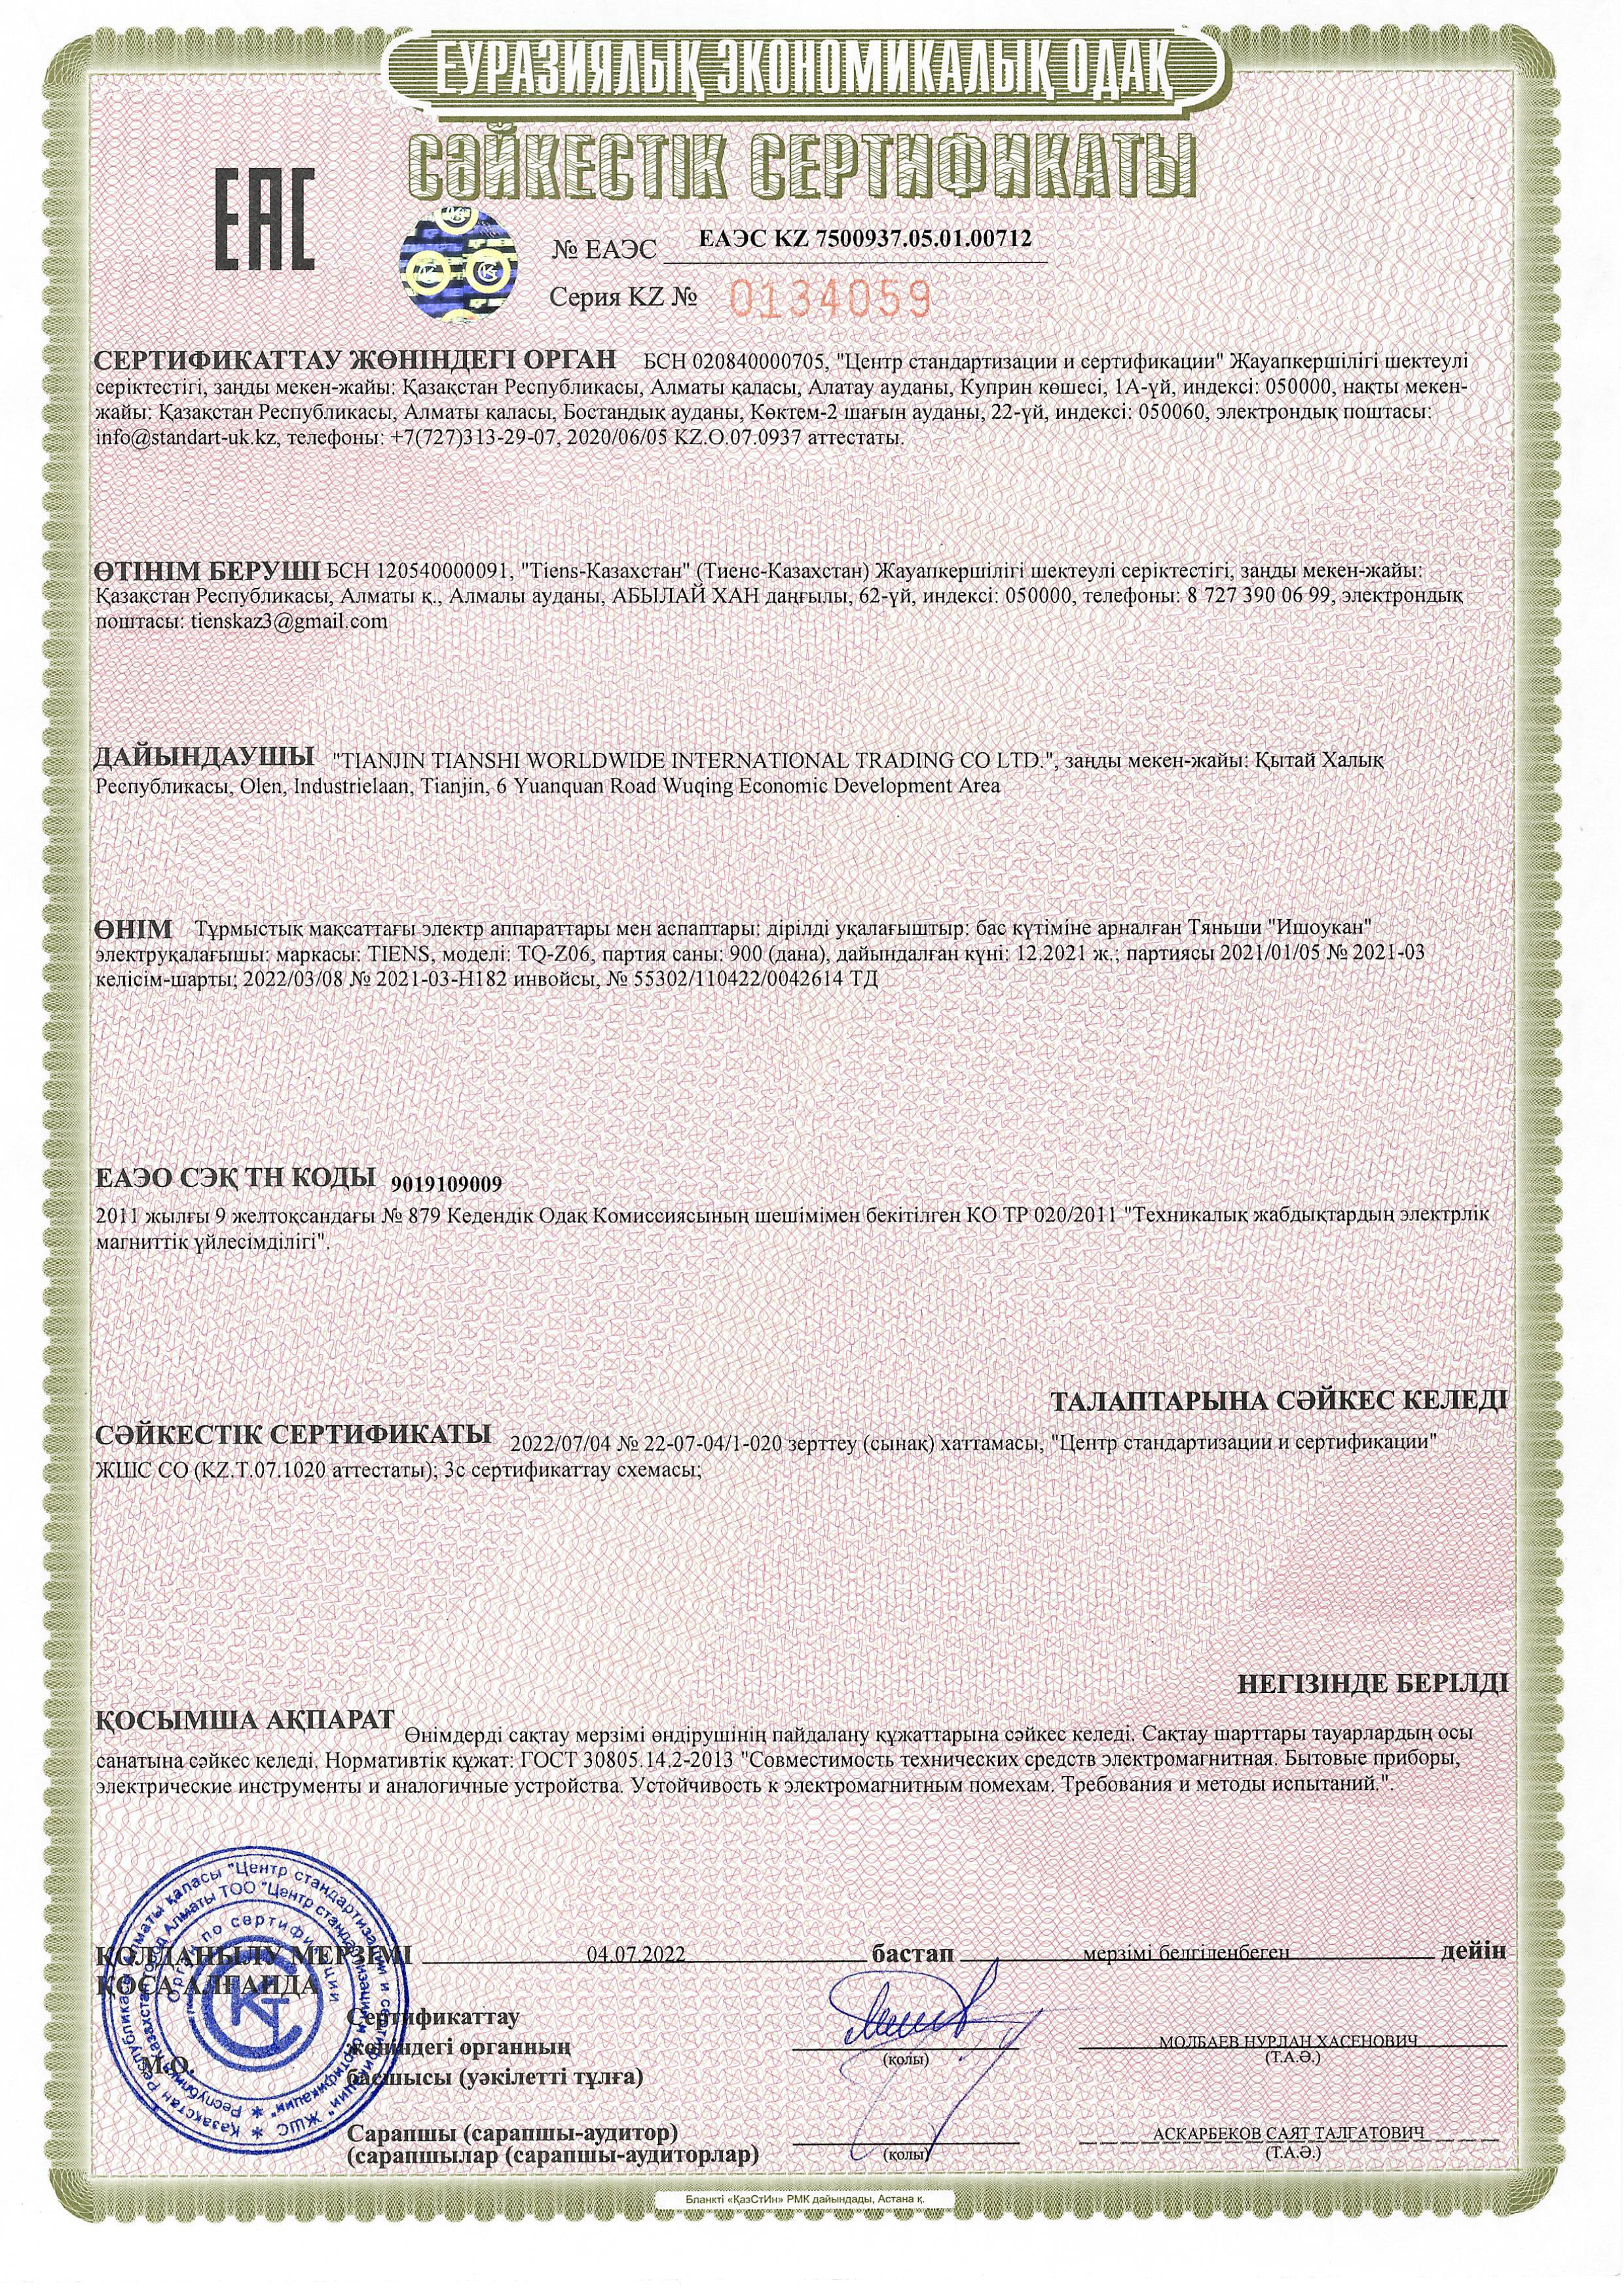 ЕУРАЗИЯЛЫҚ ЭКОНОМИКАЛЫҚ ОДАҚ
СӘЙКЕСТІК СЕРТИФИКАТЫ
ЕАС
№ ЕАЭС ЕАЭС KZ 7500937.05.01.00712
Серия KZ № 0134059
СЕРТИФИКАТТАУ ЖӨНІНДЕГІ ОРГАН БСН 020840000705, "Центр стандартизации и сертификации" Жауапкершілігі шектеулі
серіктестігі, заңды мекен-жайы: Қазақстан Республикасы, Алматы қаласы, Алатау ауданы, Куприн көшесі, 1А-үй, индексі: 050000, нақты мекен-
жайы: Қазақстан Республикасы, Алматы қаласы, Бостандық ауданы, Көктем-2 шағын ауданы, 22-үй, индексі: 050060, электрондық поштасы:
info@standart-uk.kz, телефоны: +7(727)313-29-07, 2020/06/05 KZ.O.07.0937 аттестаты.
ӨТІНІМ БЕРУШІ БСН 120540000091, "Tiens-Казахстан" (Тиенс-Казахстан) Жауапкершілігі шектеулі серіктестігі, заңды мекен-жайы:
Қазақстан Республикасы, Алматы қ., Алмалы ауданы, АБЫЛАЙ ХАН даңғылы, 62-үй, индексі: 050000, телефоны: 8 727 390 06 99, электрондық
поштасы: tienskaz3@gmail.com
ДАЙЫНДАУШЫ "TIANJIN TIANSHI WORLDWIDE INTERNATIONAL TRADING CO LTD.", заңды мекен-жайы: Қытай Халық
Республикасы, Olen, Industrielaan, Tianjin, 6 Yuanquan Road Wuqing Economic Development Area
ӨНІМ Тұрмыстық мақсаттағы электр аппараттары мен аспаптары: дірілді уқалағыштыр: бас күтіміне арналған Тяньши "Ишоукан"
электруқалағышы: маркасы: TIENS, моделі: TQ-Z06, партия саны: 900 (дана), дайындалған күні: 12.2021 ж.; партиясы 2021/01/05 № 2021-03
келісім-шарты; 2022/03/08 № 2021-03-H182 инвойсы, № 55302/110422/0042614 ТД
ЕАЭО СЭҚ ТН КОДЫ 9019109009
2011 жылғы 9 желтоқсандағы № 879 Кедендік Одақ Комиссиясының шешімімен бекітілген КО ТР 020/2011 "Техникалық жабдықтардың электрлік
магниттік үйлесімділігі".
ТАЛАПТАРЫНА СӘЙКЕС КЕЛЕДІ
СӘЙКЕСТІК СЕРТИФИКАТЫ 2022/07/04 № 22-07-04/1-020 зерттеу (сынақ) хаттамасы, "Центр стандартизации и сертификации"
ЖШС СО (KZ.T.07.1020 аттестаты); 3с сертификаттау схемасы;
НЕГІЗІНДЕ БЕРІЛДІ
ҚОСЫМША АҚПАРАТ Өнімдерді сақтау мерзімі өндірушінің пайдалану құжаттарына сәйкес келеді. Сақтау шарттары тауарлардың осы
санатына сәйкес келеді. Нормативтік құжат: ГОСТ 30805.14.2-2013 "Совместимость технических средств электромагнитная. Бытовые приборы,
электрические инструменты и аналогичные устройства. Устойчивость к электромагнитным помехам. Требования и методы испытаний.".
ҚОЛДАНЫЛУ МЕРЗІМІ 04.07.2022 бастап мерзімі белгіленбеген дейін
ҚОСА АЛҒАНДА
Сертификаттау
жөніндегі органның
басшысы (уәкілетті тұлға)
М.О.
(қолы)
МОЛБАЕВ НУРЛАН ХАСЕНОВИЧ
(Т.А.Ә.)
Сарапшы (сарапшы-аудитор)
(сарапшылар (сарапшы-аудиторлар)
(қолы)
АСКАРБЕКОВ САЯТ ТАЛГАТОВИЧ
(Т.А.Ә.)
Қазақстан Республикасы Алматы қаласы "Центр стандартизации и сертификации" ЖШС
Республика Казахстан город Алматы ТОО "Центр стандартизации и сертификации"
Орган по сертификации
Бланкті «ҚазСтИн» РМК дайындады, Астана қ.